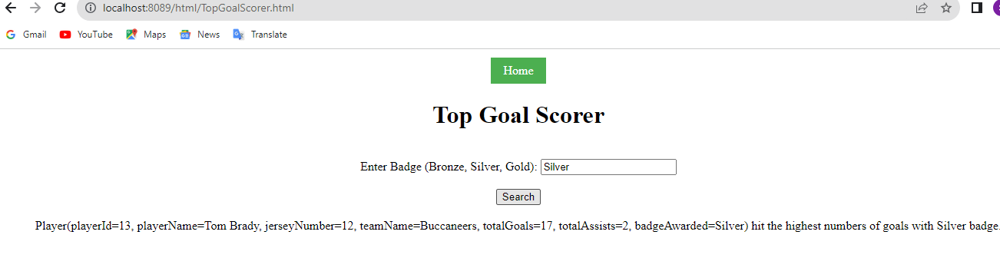 localhost:8089/html/TopGoalScorer.html
Gmail YouTube Maps News Translate
Home
Top Goal Scorer
Enter Badge (Bronze, Silver, Gold): Silver
Search
Player(playerId=13, playerName=Tom Brady, jerseyNumber=12, teamName=Buccaneers, totalGoals=17, totalAssists=2, badgeAwarded=Silver) hit the highest numbers of goals with Silver badge.